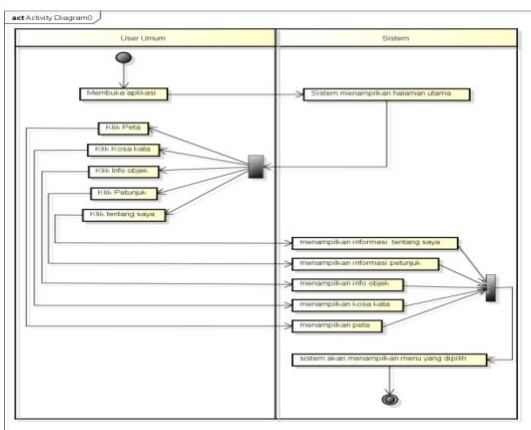 act Activity Diagram0
User Umum
Sistem
Membuka aplikasi
Sistem menampilkan halaman utama
Klik Peta
Klik Kosa kata
Klik Info objek
Klik Petunjuk
Klik tentang saya
menampilkan informasi tentang saya
menampilkan informasi petunjuk
menampilkan info objek
menampilkan kosa kata
menampilkan peta
sistem akan menampilkan menu yang dipilih